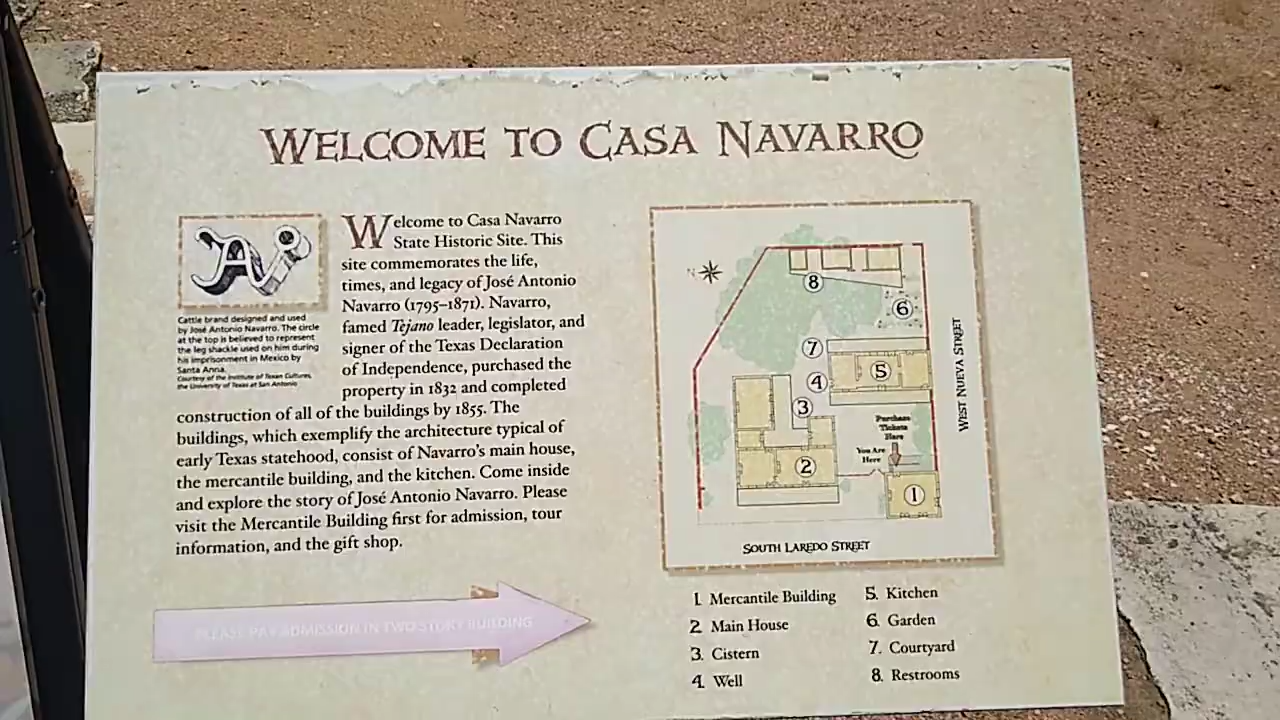 WELCOME TO CASA NAVARRO
Cattle brand designed and used
by José Antonio Navarro. The circle
at the top is believed to represent
the leg shackle used on him during
his imprisonment in Mexico by
Santa Anna.
Courtesy of the Institute of Texan Cultures,
the University of Texas at San Antonio
Welcome to Casa Navarro
State Historic Site. This
site commemorates the life,
times, and legacy of José Antonio
Navarro (1795–1871). Navarro,
famed Tejano leader, legislator, and
signer of the Texas Declaration
of Independence, purchased the
property in 1832 and completed
construction of all of the buildings by 1855. The
buildings, which exemplify the architecture typical of
early Texas statehood, consist of Navarro's main house,
the mercantile building, and the kitchen. Come inside
and explore the story of José Antonio Navarro. Please
visit the Mercantile Building first for admission, tour
information, and the gift shop.
PLEASE PAY ADMISSION IN TWO STORY BUILDING
N
8
6
7
5
4
3
Purchase
Tickets
Here
You Are
Here
2
1
WEST NUEVA STREET
SOUTH LAREDO STREET
1. Mercantile Building
2. Main House
3. Cistern
4. Well
5. Kitchen
6. Garden
7. Courtyard
8. Restrooms